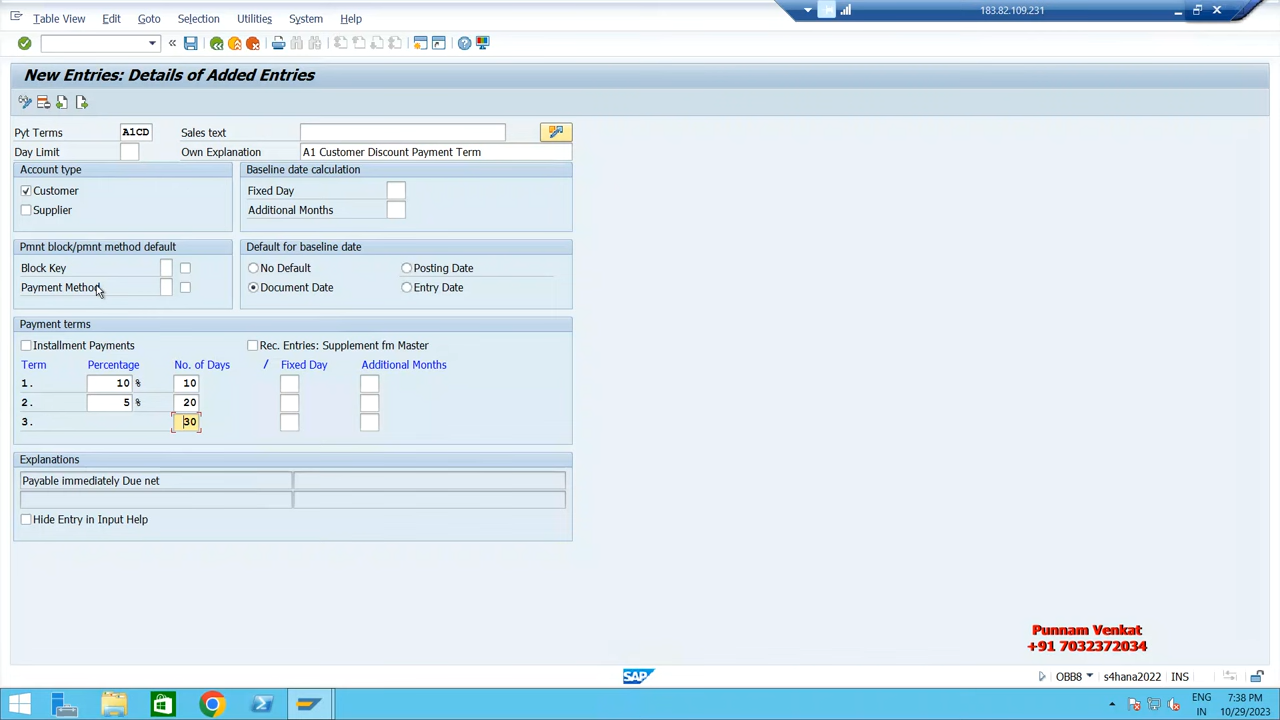 Table View Edit Goto Selection Utilities System Help
183.82.109.231
New Entries: Details of Added Entries
Pyt Terms A1CD Sales text
Day Limit Own Explanation A1 Customer Discount Payment Term
Account type Baseline date calculation
Customer Fixed Day
Supplier Additional Months
Pmnt block/pmnt method default Default for baseline date
Block Key No Default Posting Date
Payment Method Document Date Entry Date
Payment terms
Installment Payments Rec. Entries: Supplement fm Master
Term Percentage No. of Days / Fixed Day Additional Months
1. 10 % 10
2. 5 % 20
3. 30
Explanations
Payable immediately Due net
Hide Entry in Input Help
Punnam Venkat
+91 7032372034
SAP OBB8 s4hana2022 INS
ENG 7:38 PM
IN 10/29/2023